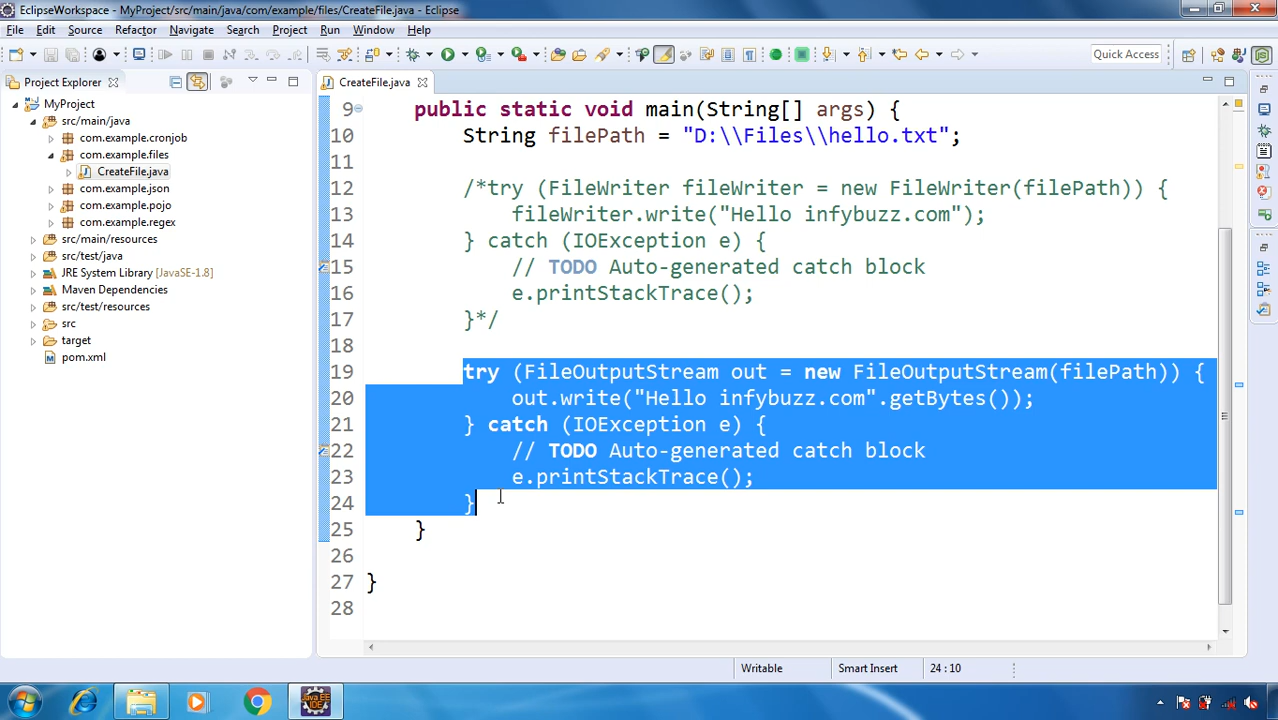 EclipseWorkspace - MyProject/src/main/java/com/example/files/CreateFile.java - Eclipse
File Edit Source Refactor Navigate Search Project Run Window Help
Quick Access
Project Explorer
CreateFile.java
MyProject
src/main/java
com.example.cronjob
com.example.files
CreateFile.java
com.example.json
com.example.pojo
com.example.regex
src/main/resources
src/test/java
JRE System Library [JavaSE-1.8]
Maven Dependencies
src/test/resources
src
target
pom.xml
9 public static void main(String[] args) {
10 String filePath = "D:\\Files\\hello.txt";
11
12 /*try (FileWriter fileWriter = new FileWriter(filePath)) {
13 fileWriter.write("Hello infybuzz.com");
14 } catch (IOException e) {
15 // TODO Auto-generated catch block
16 e.printStackTrace();
17 }*/
18
19 try (FileOutputStream out = new FileOutputStream(filePath)) {
20 out.write("Hello infybuzz.com".getBytes());
21 } catch (IOException e) {
22 // TODO Auto-generated catch block
23 e.printStackTrace();
24 }
25 }
26
27 }
28
Writable Smart Insert 24 : 10
Java EE IDE